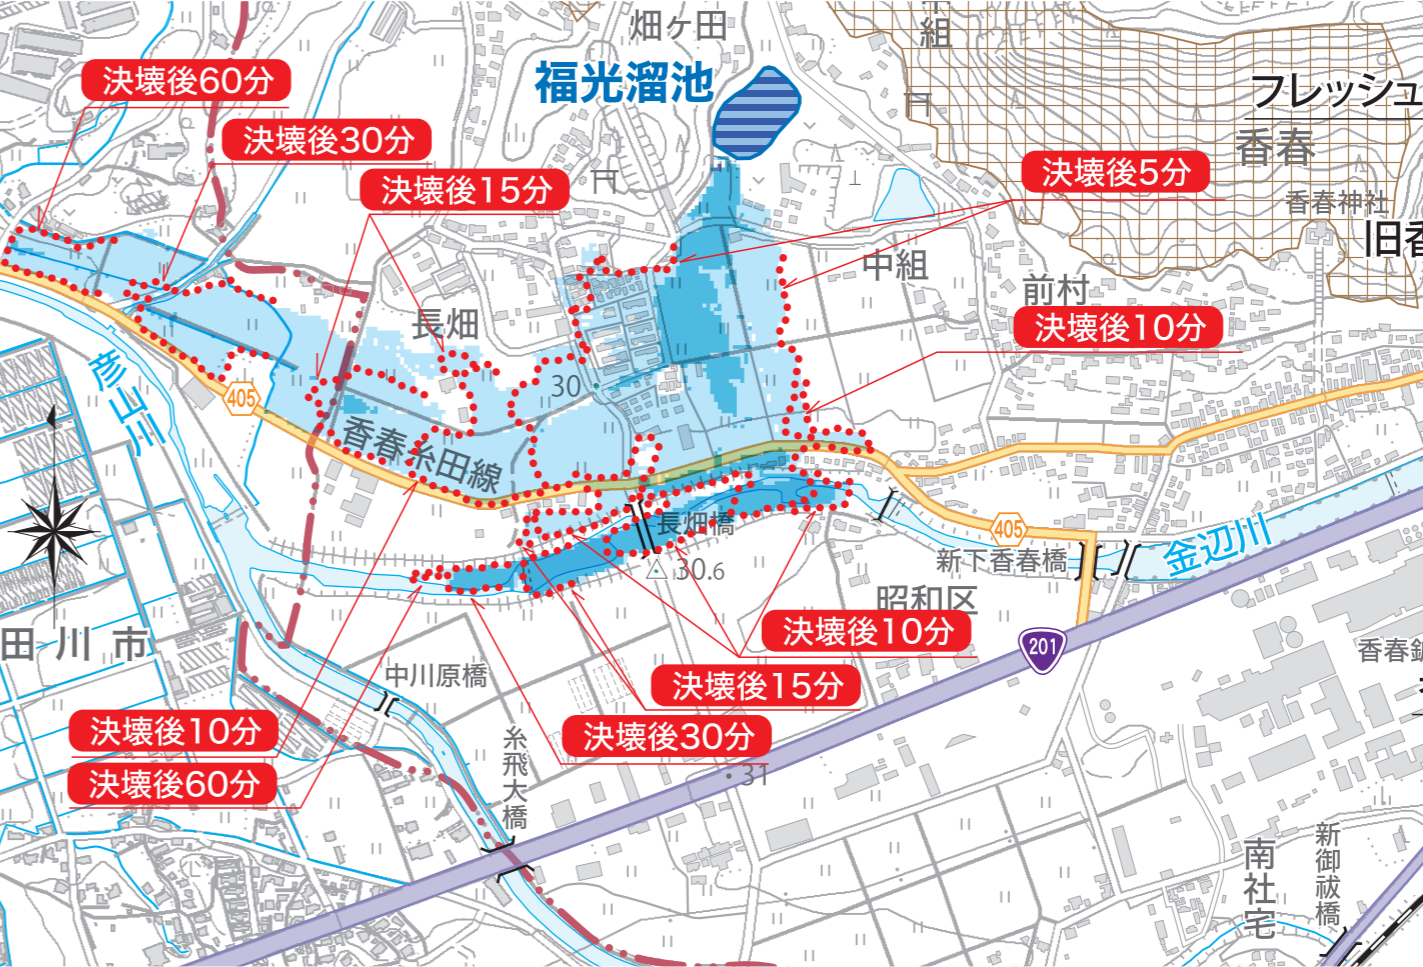 畑ヶ田
組
決壊後60分
福光溜池
フレッシュ
決壊後30分
香春
決壊後15分
決壊後5分
香春神社
旧香
中組
前村
長畑
決壊後10分
彦山川
30
405
香春糸田線
長畑橋
405
新下香春橋
金辺川
30.6
昭和区
決壊後10分
田川市
201
香春鉱
中川原橋
決壊後15分
決壊後10分
決壊後30分
糸飛大橋
決壊後60分
31
新御祓橋
南社宅